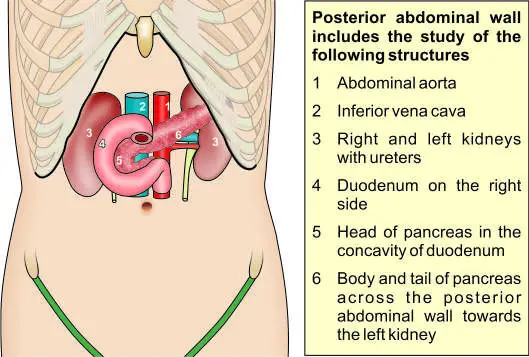 2
1
3
4
6
3
5
Posterior abdominal wall
includes the study of the
following structures
1 Abdominal aorta
2 Inferior vena cava
3 Right and left kidneys
with ureters
4 Duodenum on the right
side
5 Head of pancreas in the
concavity of duodenum
6 Body and tail of pancreas
across the posterior
abdominal wall towards
the left kidney